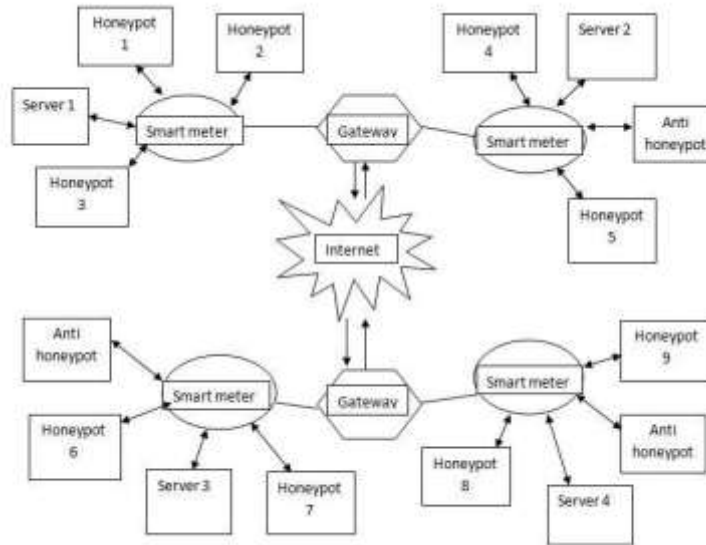 Honeypot
1
Honeypot
2
Honeypot
4
Server 2
Server 1
Smart meter
Gateway
Smart meter
Anti
honeypot
Honeypot
3
Honeypot
5
Internet
Anti
honeypot
Honeypot
9
Smart meter
Gateway
Smart meter
Honeypot
6
Anti
honeypot
Server 3
Honeypot
7
Honeypot
8
Server 4